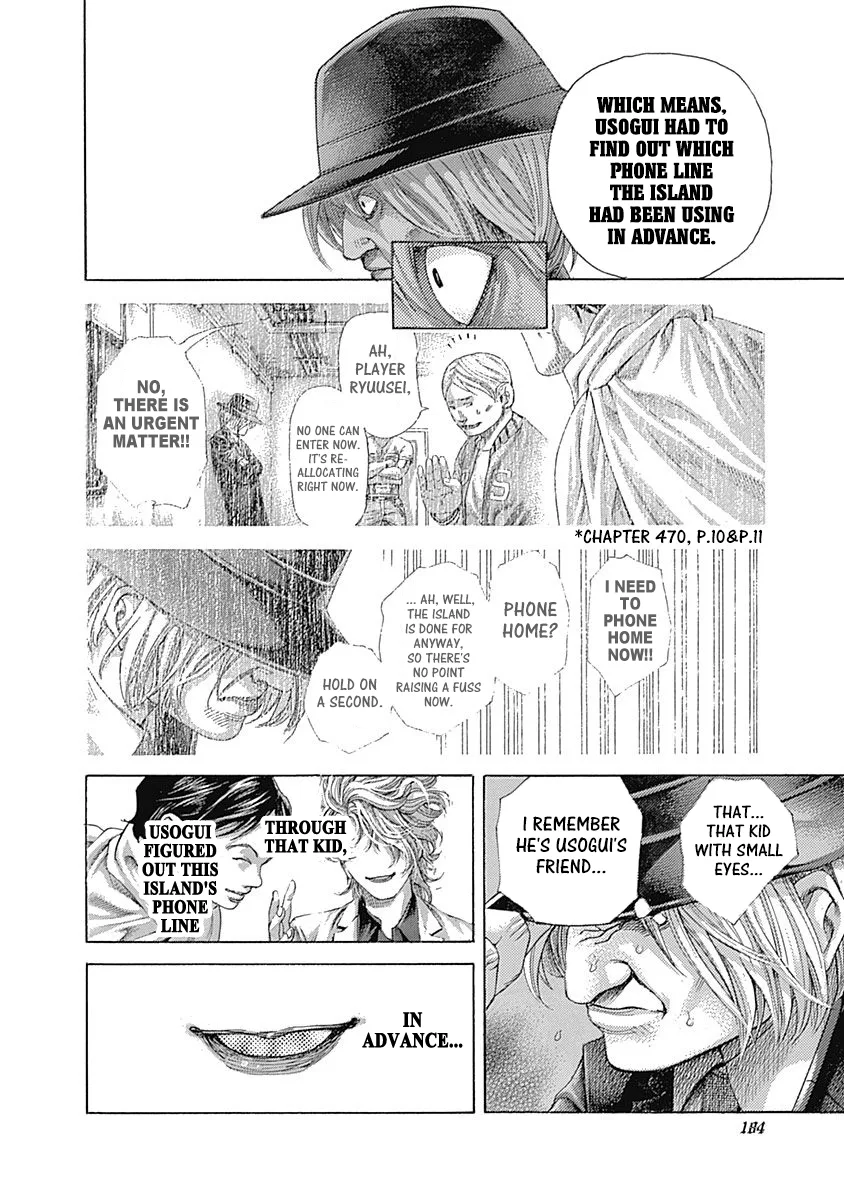 WHICH MEANS,
USOGUI HAD TO
FIND OUT WHICH
PHONE LINE
THE ISLAND
HAD BEEN USING
IN ADVANCE.
AH,
PLAYER
RYUUSEI,
NO ONE CAN
ENTER NOW.
IT'S RE-
ALLOCATING
RIGHT NOW.
NO,
THERE IS
AN URGENT
MATTER!!
S
*CHAPTER 470, P.10&P.11
I NEED
TO
PHONE
HOME
NOW!!
PHONE
HOME?
... AH, WELL,
THE ISLAND
IS DONE FOR
ANYWAY,
SO THERE'S
NO POINT
RAISING A FUSS
NOW.
HOLD ON
A SECOND.
THAT...
THAT KID
WITH SMALL
EYES...
I REMEMBER
HE'S USOGUI'S
FRIEND...
THROUGH
THAT KID,
USOGUI
FIGURED
OUT THIS
ISLAND'S
PHONE
LINE
IN
ADVANCE...
184